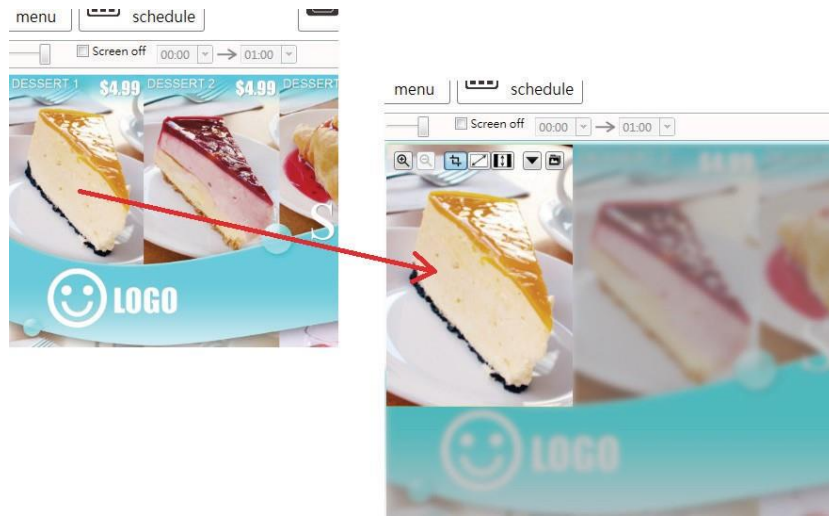 menu
schedule
Screen off 00:00 01:00
DESSERT 1 $4.99 DESSERT 2 $4.99 DESSERT
S
LOGO
menu
schedule
Screen off 00:00 01:00
S
LOGO